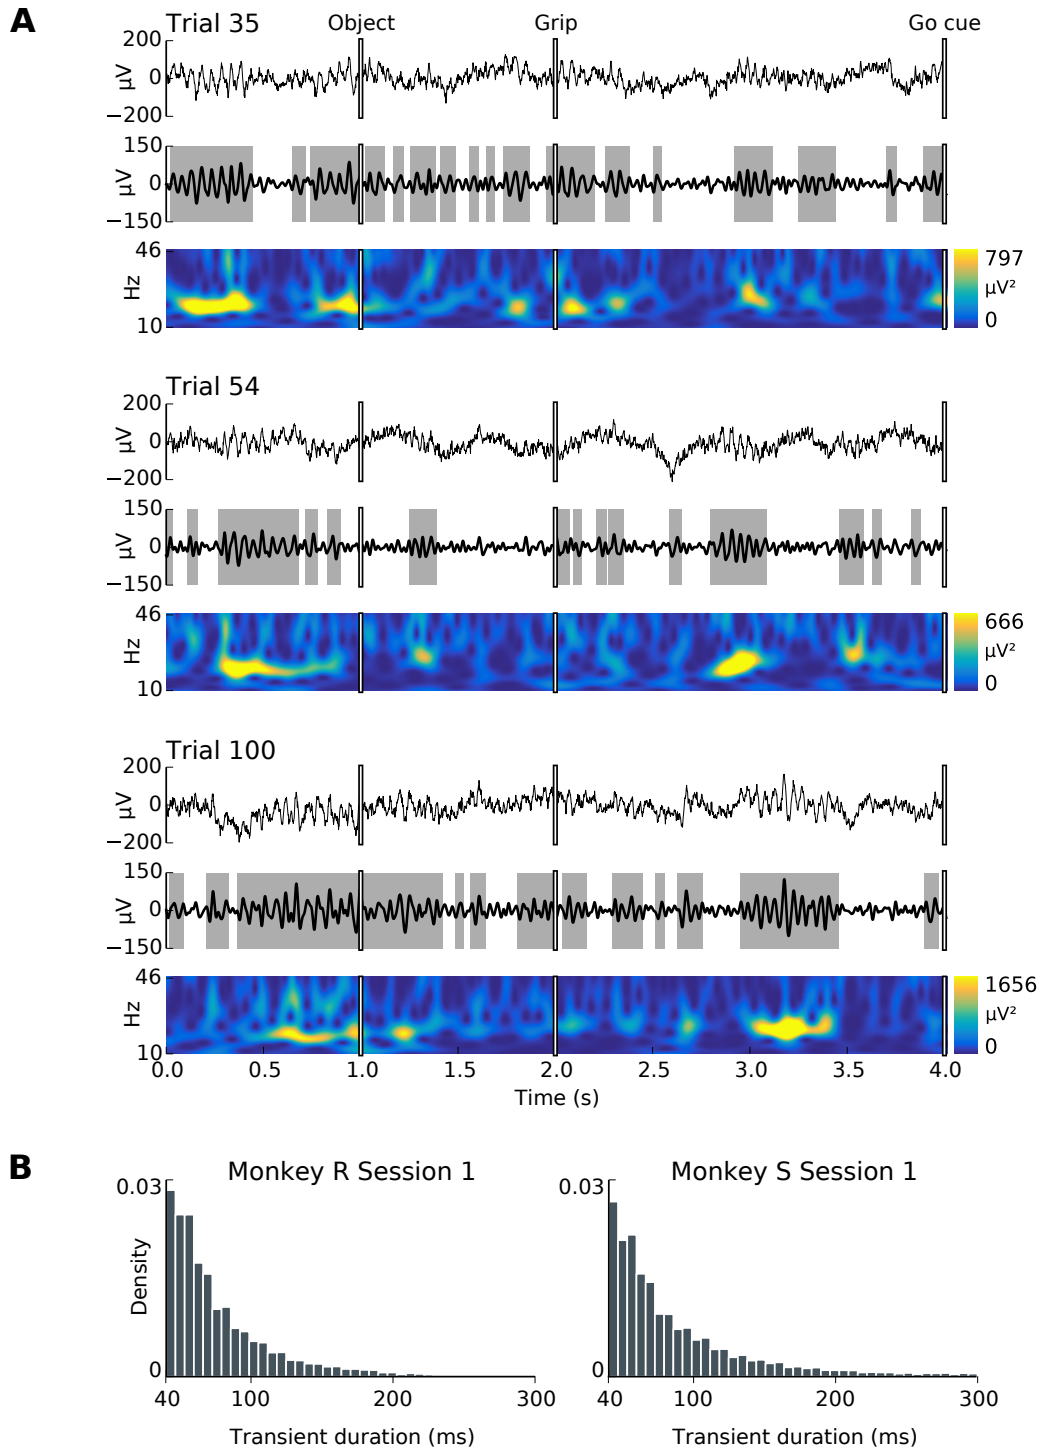 A
Trial 35
Object
Grip
Go cue
200
0
−200
µV
150
0
−150
µV
46
10
Hz
797
µV²
0
Trial 54
200
0
−200
µV
150
0
−150
µV
46
10
Hz
666
µV²
0
Trial 100
200
0
−200
µV
150
0
−150
µV
46
10
Hz
1656
µV²
0
0.0 0.5 1.0 1.5 2.0 2.5 3.0 3.5 4.0
Time (s)
B
Monkey R Session 1
0.03
0
Density
40 100 200 300
Transient duration (ms)
Monkey S Session 1
0.03
0
40 100 200 300
Transient duration (ms)